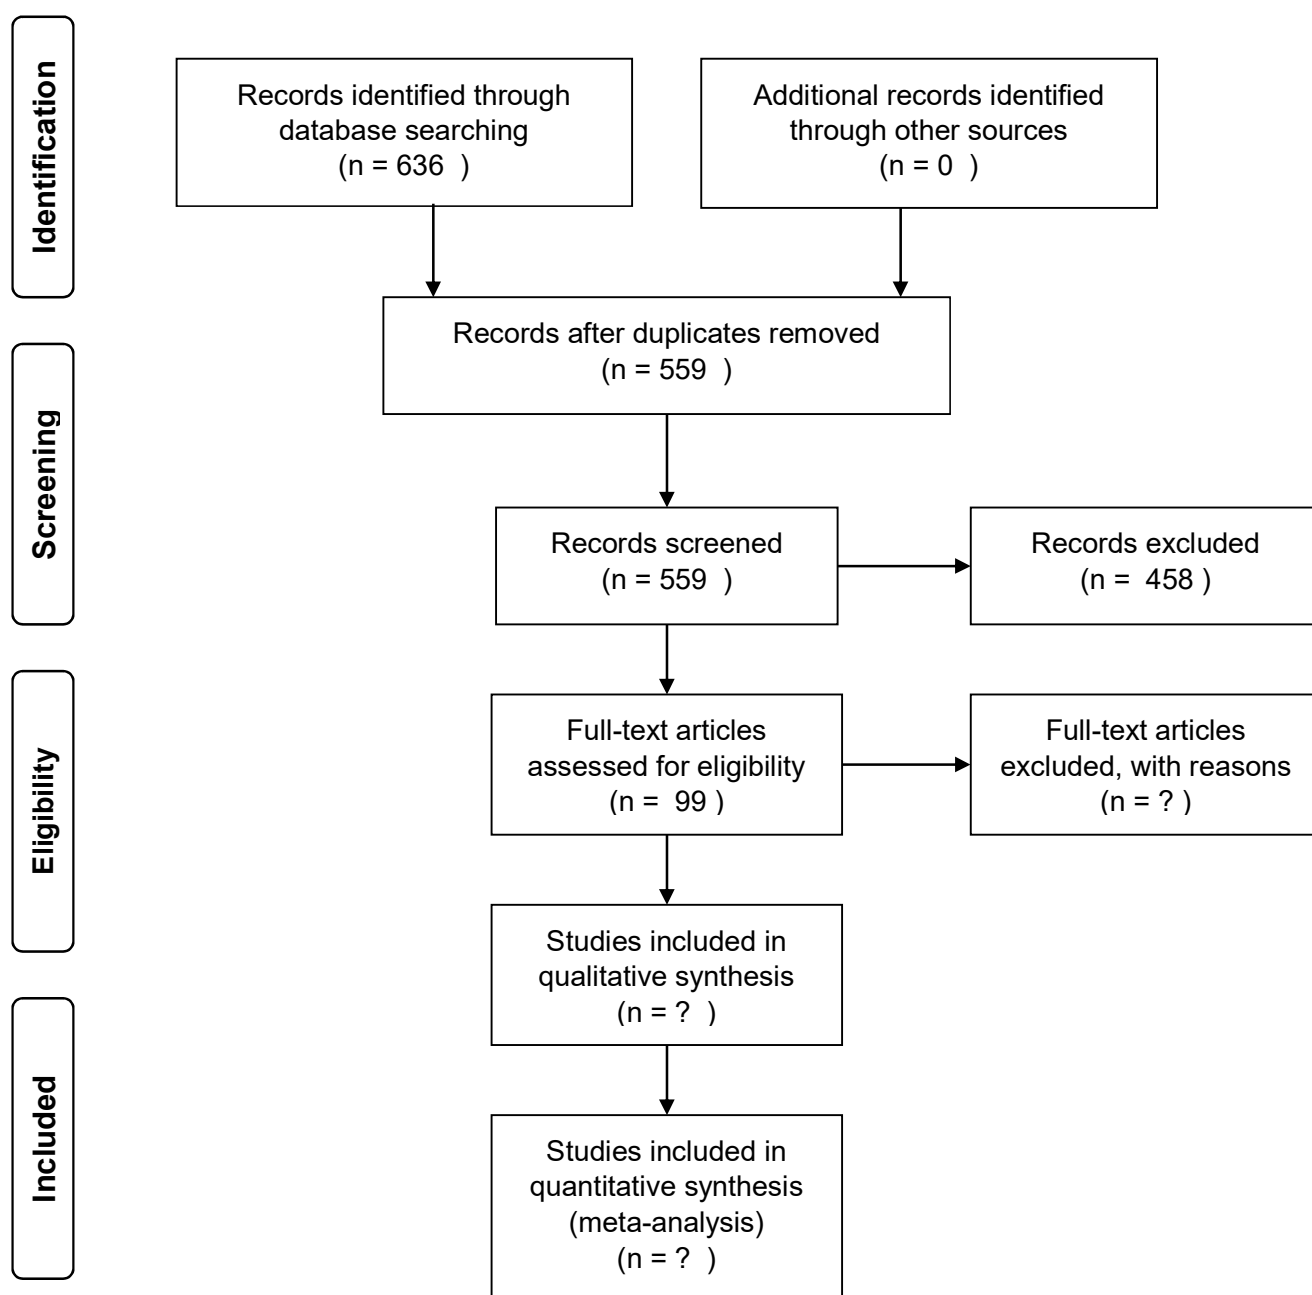 Identification
Records identified through
database searching
(n = 636  )
Additional records identified
through other sources
(n = 0  )
Records after duplicates removed
(n = 559  )
Screening
Records screened
(n = 559  )
Records excluded
(n =  458 )
Eligibility
Full-text articles
assessed for eligibility
(n =  99 )
Full-text articles
excluded, with reasons
(n = ? )
Studies included in
qualitative synthesis
(n = ?  )
Included
Studies included in
quantitative synthesis
(meta-analysis)
(n = ?  )